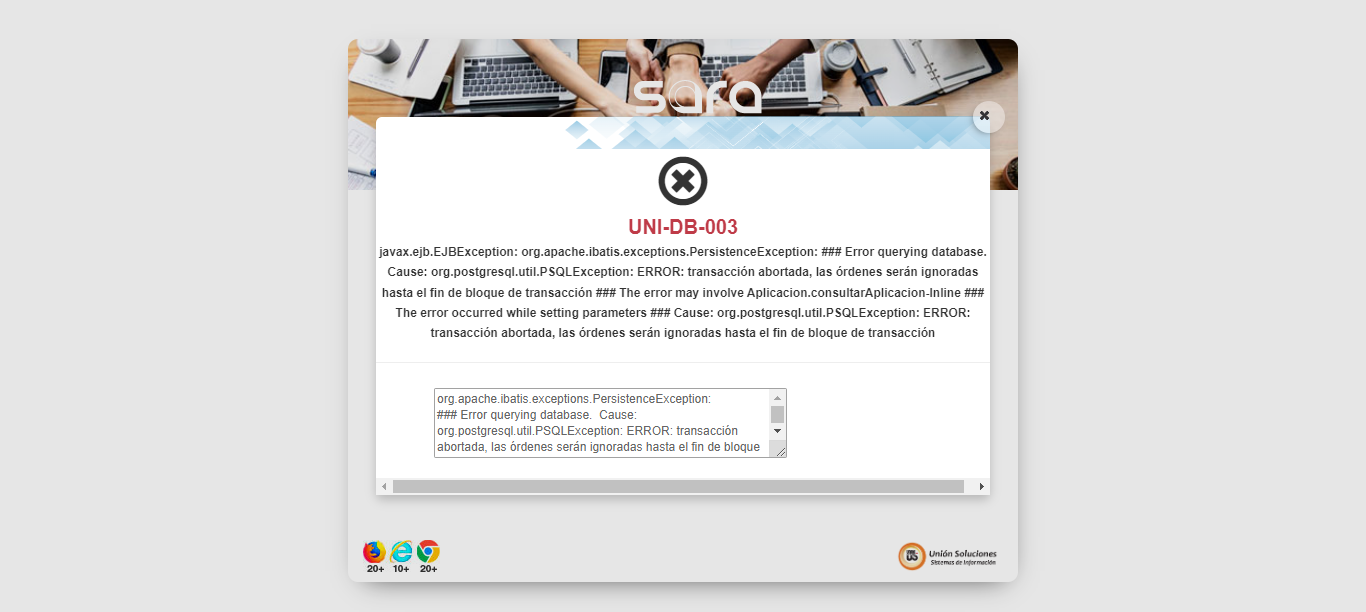 sara
UNI-DB-003
javax.ejb.EJBException: org.apache.ibatis.exceptions.PersistenceException: ### Error querying database.
Cause: org.postgresql.util.PSQLException: ERROR: transacción abortada, las órdenes serán ignoradas
hasta el fin de bloque de transacción ### The error may involve Aplicacion.consultarAplicacion-Inline ###
The error occurred while setting parameters ### Cause: org.postgresql.util.PSQLException: ERROR:
transacción abortada, las órdenes serán ignoradas hasta el fin de bloque de transacción
org.apache.ibatis.exceptions.PersistenceException:
### Error querying database.  Cause:
org.postgresql.util.PSQLException: ERROR: transacción
abortada, las órdenes serán ignoradas hasta el fin de bloque
20+ 10+ 20+
Unión Soluciones
Sistemas de Información